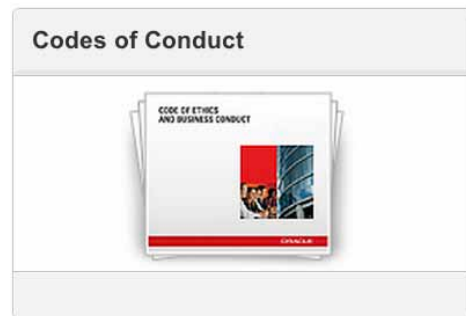 Codes of Conduct
CODE OF ETHICS
AND BUSINESS CONDUCT
ORACLE